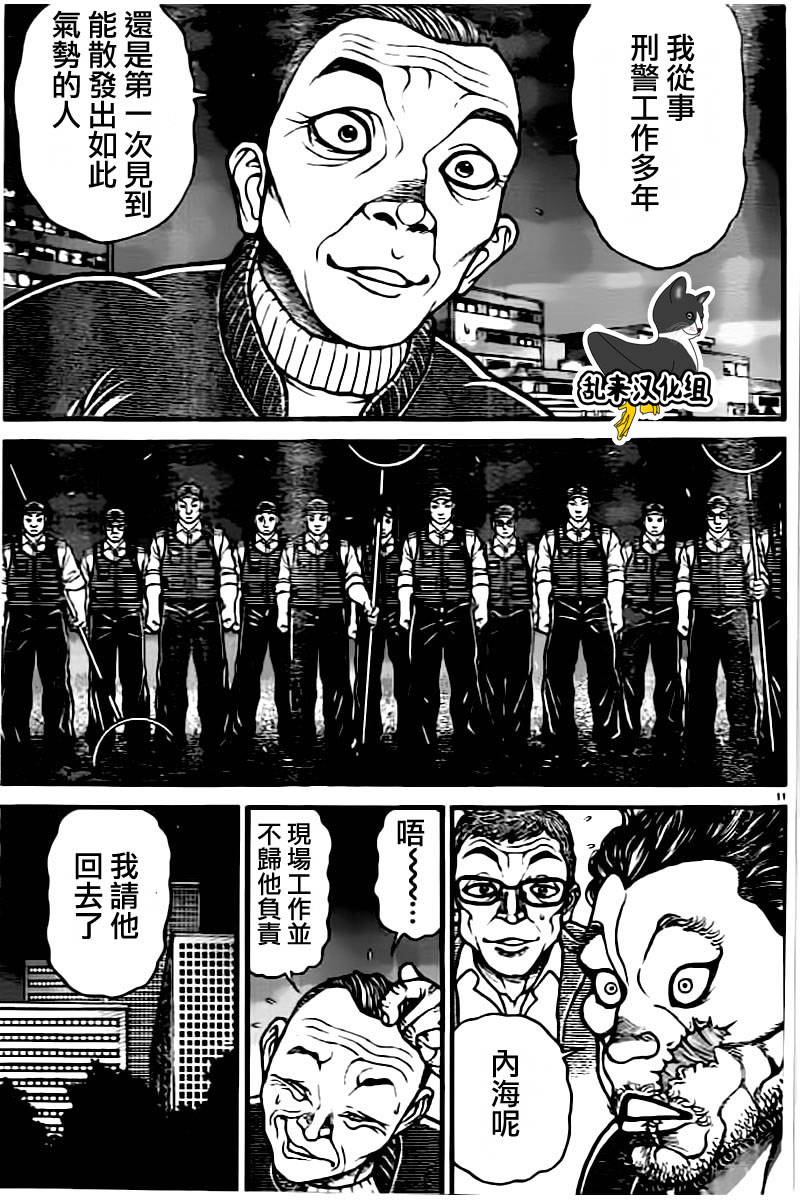 我從事
刑警工作多年
還是第一次見到
能散發出如此
氣勢的人
乱来汉化组
11
內海呢
唔~~~…
現場工作並
不歸他負責
我請他
回去了